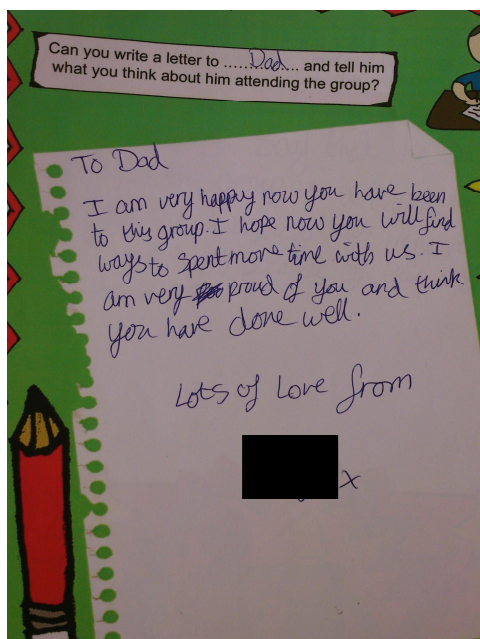 Can you write a letter to ......Dad... and tell him
what you think about him attending the group?
To Dad
I am very happy now you have been
to this group. I hope now you will find
ways to spent more time with us. I
am very proud of you and think
you have done well.
Lots of Love from
x